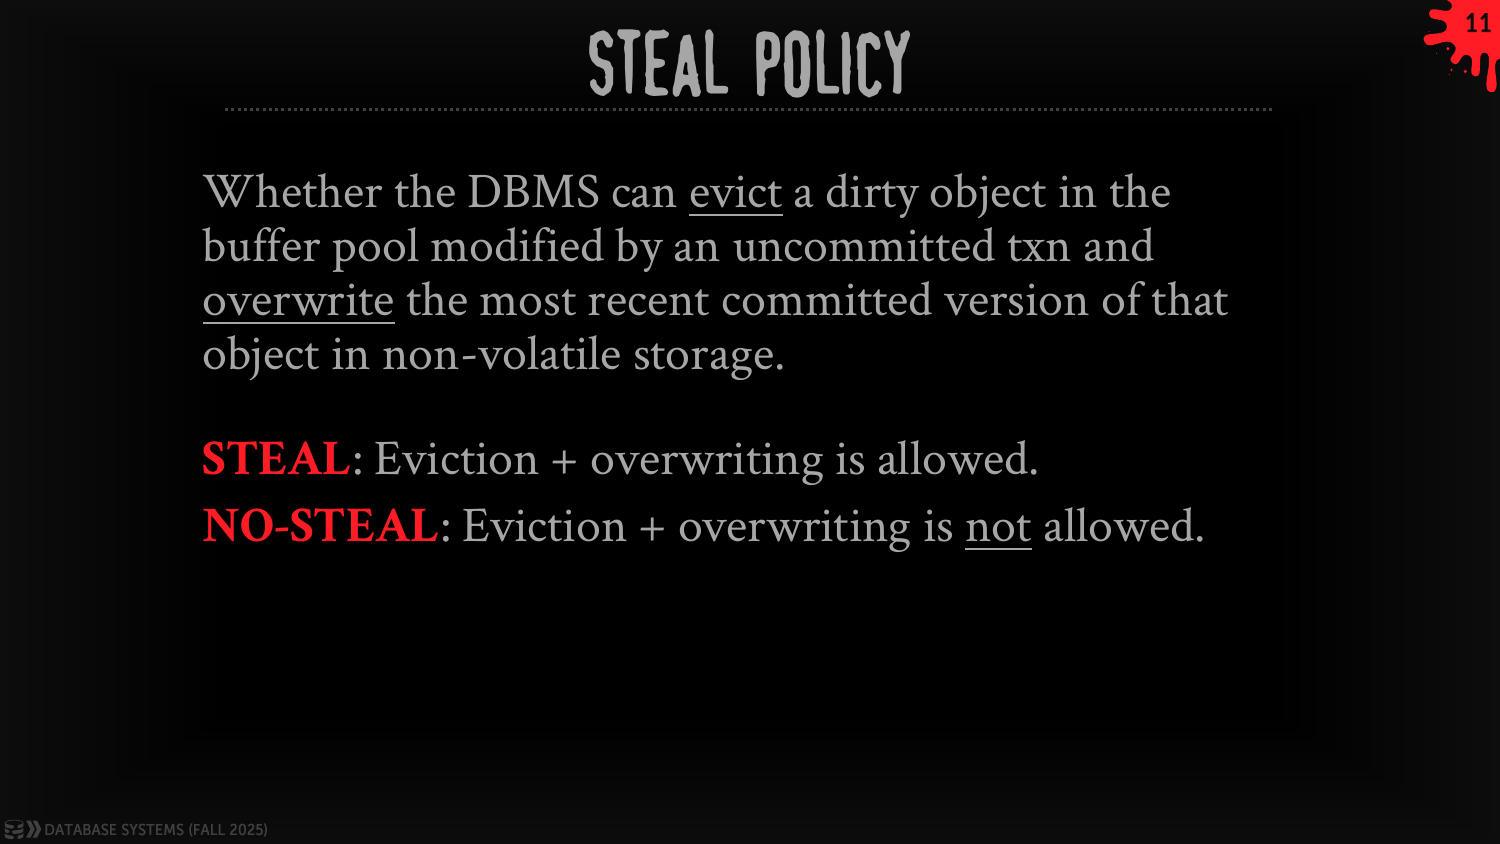 11
STEAL POLICY
Whether the DBMS can evict a dirty object in the
buffer pool modified by an uncommitted txn and
overwrite the most recent committed version of that
object in non-volatile storage.
STEAL: Eviction + overwriting is allowed.
NO-STEAL: Eviction + overwriting is not allowed.
DATABASE SYSTEMS (FALL 2025)